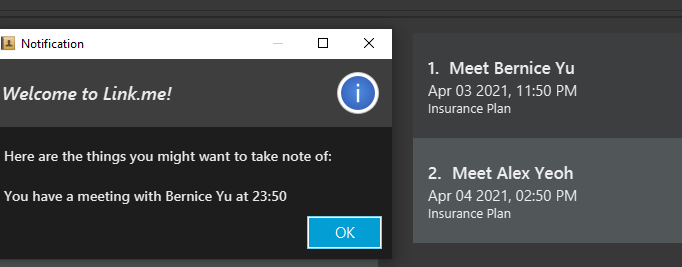 Notification
Welcome to Link.me!
i
Here are the things you might want to take note of:
You have a meeting with Bernice Yu at 23:50
OK
1. Meet Bernice Yu
Apr 03 2021, 11:50 PM
Insurance Plan
2. Meet Alex Yeoh
Apr 04 2021, 02:50 PM
Insurance Plan